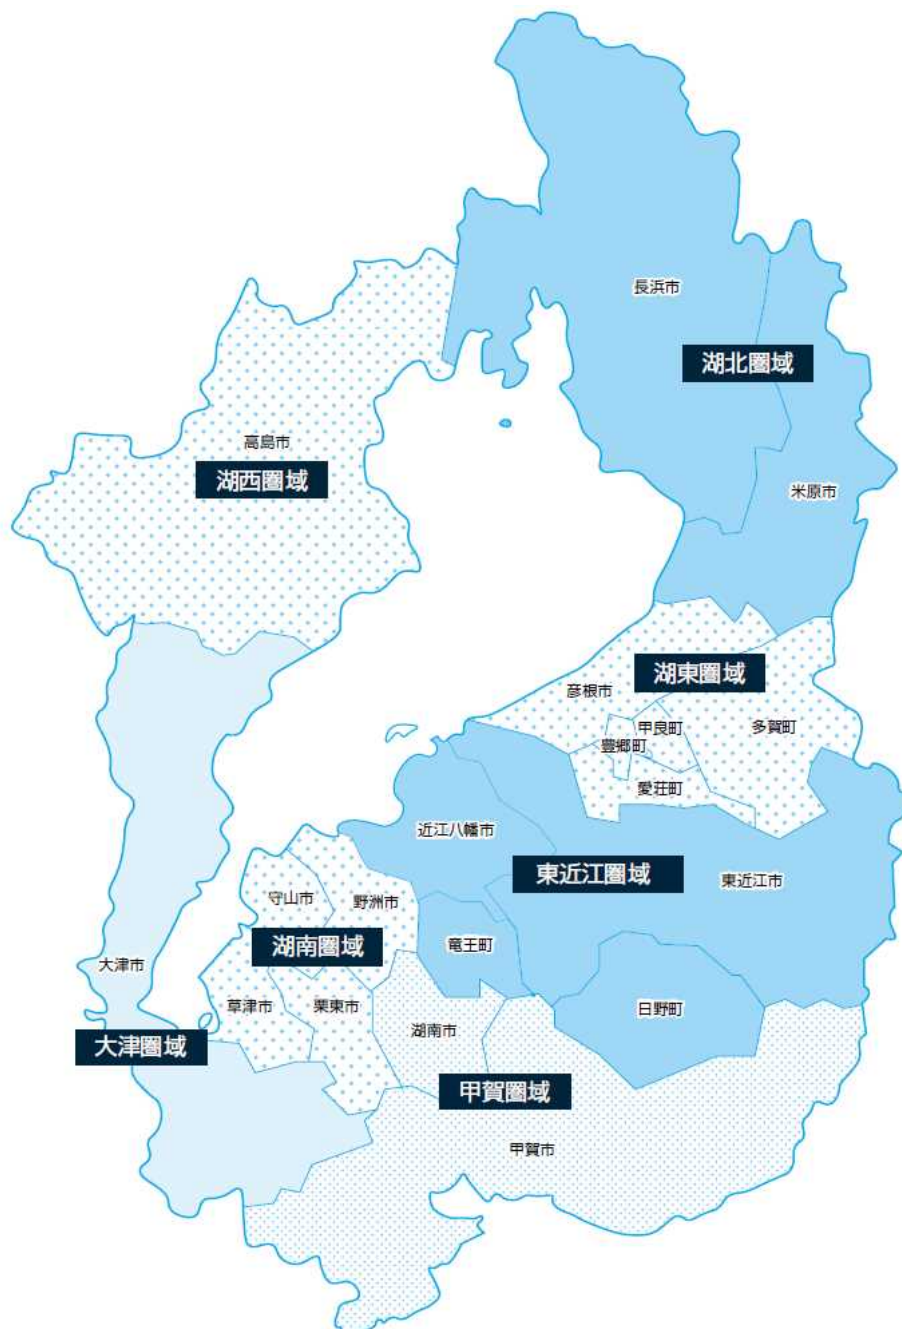 長浜市
湖北圏域
高島市
湖西圏域
米原市
湖東圏域
彦根市
甲良町
多賀町
豊郷町
愛荘町
近江八幡市
東近江圏域
東近江市
守山市
野洲市
湖南圏域
竜王町
大津市
草津市
栗東市
日野町
湖南市
大津圏域
甲賀圏域
甲賀市